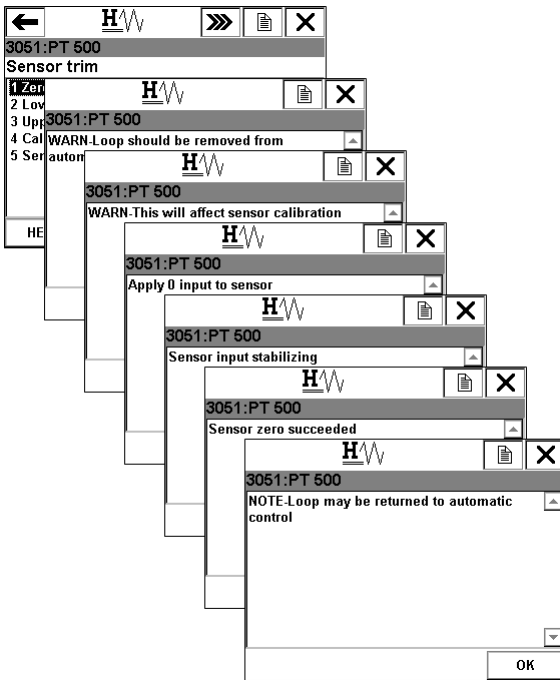 H
3051:PT 500
Sensor trim
1 Zer
2 Low
3 Upp
4 Cal
5 Ser
HE
H
3051:PT 500
WARN-Loop should be removed from
autom
H
3051:PT 500
WARN-This will affect sensor calibration
H
3051:PT 500
Apply 0 input to sensor
H
3051:PT 500
Sensor input stabilizing
H
3051:PT 500
Sensor zero succeeded
H
3051:PT 500
NOTE-Loop may be returned to automatic
control
OK